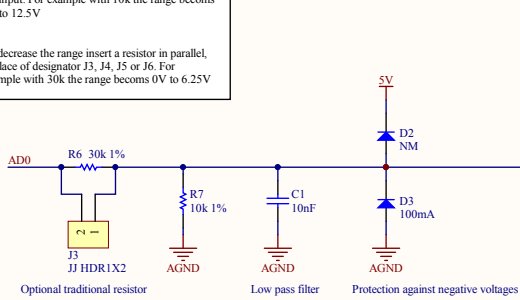 nput. For example with 10k the range becoms
to 12.5V
decrease the range insert a resistor in parallel,
lace of designator J3, J4, J5 or J6. For
mple with 30k the range becoms 0V to 6.25V
5V
D2
NM
AD0
R6 30k 1%
R7
10k 1%
C1
10nF
D3
100mA
2 1
J3
JJ HDR1X2
AGND
AGND
AGND
Optional traditional resistor
Low pass filter
Protection against negative voltages